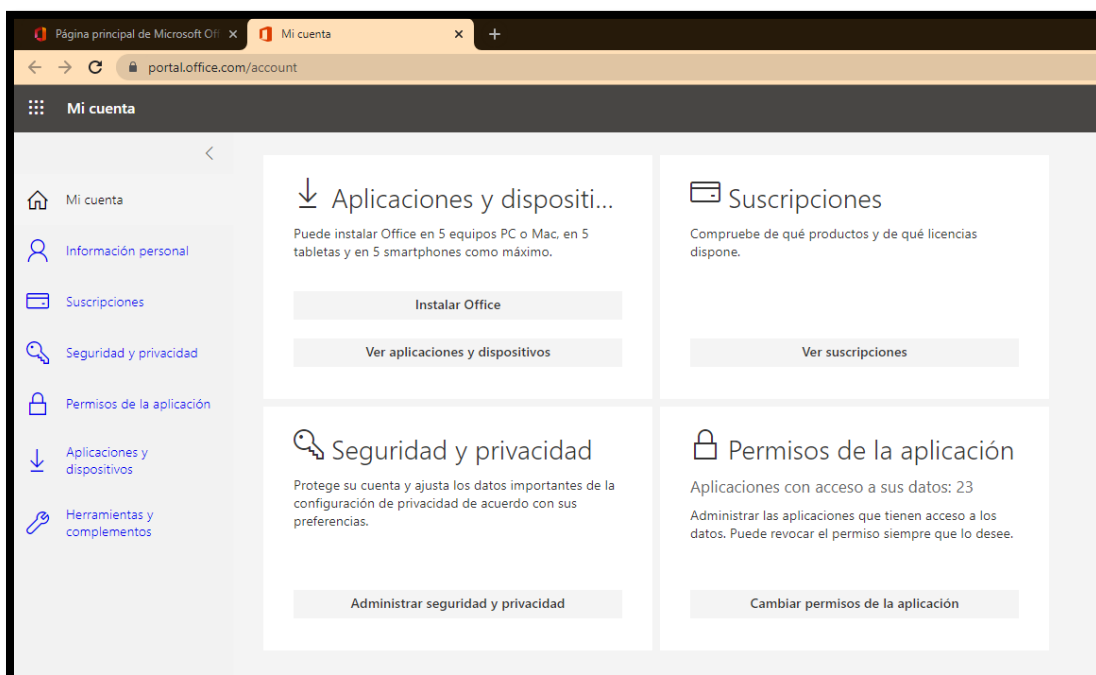 Página principal de Microsoft Off
Mi cuenta
portal.office.com/account
Mi cuenta
Mi cuenta
Información personal
Suscripciones
Seguridad y privacidad
Permisos de la aplicación
Aplicaciones y
dispositivos
Herramientas y
complementos
Aplicaciones y dispositi...
Puede instalar Office en 5 equipos PC o Mac, en 5
tabletas y en 5 smartphones como máximo.
Instalar Office
Ver aplicaciones y dispositivos
Suscripciones
Compruebe de qué productos y de qué licencias
dispone.
Ver suscripciones
Seguridad y privacidad
Protege su cuenta y ajusta los datos importantes de la
configuración de privacidad de acuerdo con sus
preferencias.
Administrar seguridad y privacidad
Permisos de la aplicación
Aplicaciones con acceso a sus datos: 23
Administrar las aplicaciones que tienen acceso a los
datos. Puede revocar el permiso siempre que lo desee.
Cambiar permisos de la aplicación